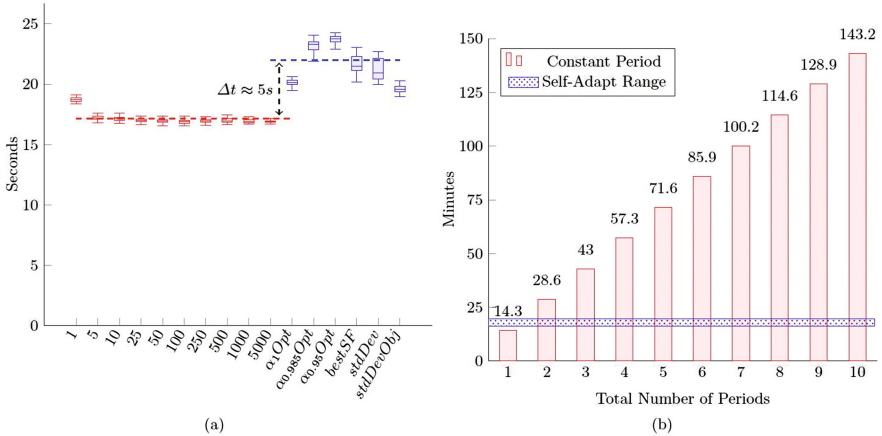 25
20
15
10
5
0
Seconds
Δt ≈ 5s
1
5
10
25
50
100
250
500
1000
5000
α₁Opt
α₀.₉₈₅Opt
α₀.₉₅Opt
bestSF
stdDev
stdDevObj
(a)
150
125
100
75
50
25
0
Minutes
Constant Period
Self-Adapt Range
14.3
28.6
43
57.3
71.6
85.9
100.2
114.6
128.9
143.2
1 2 3 4 5 6 7 8 9 10
Total Number of Periods
(b)